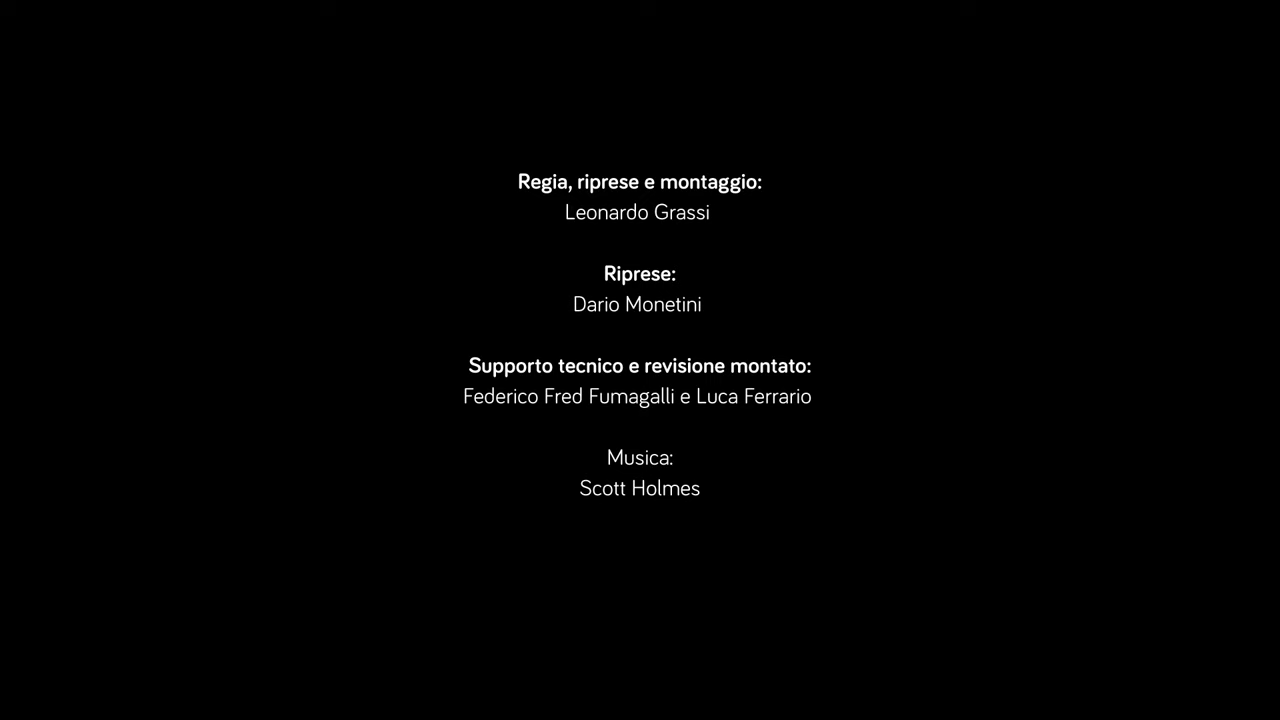 Regia, riprese e montaggio:
Leonardo Grassi
Riprese:
Dario Monetini
Supporto tecnico e revisione montato:
Federico Fred Fumagalli e Luca Ferrario
Musica:
Scott Holmes